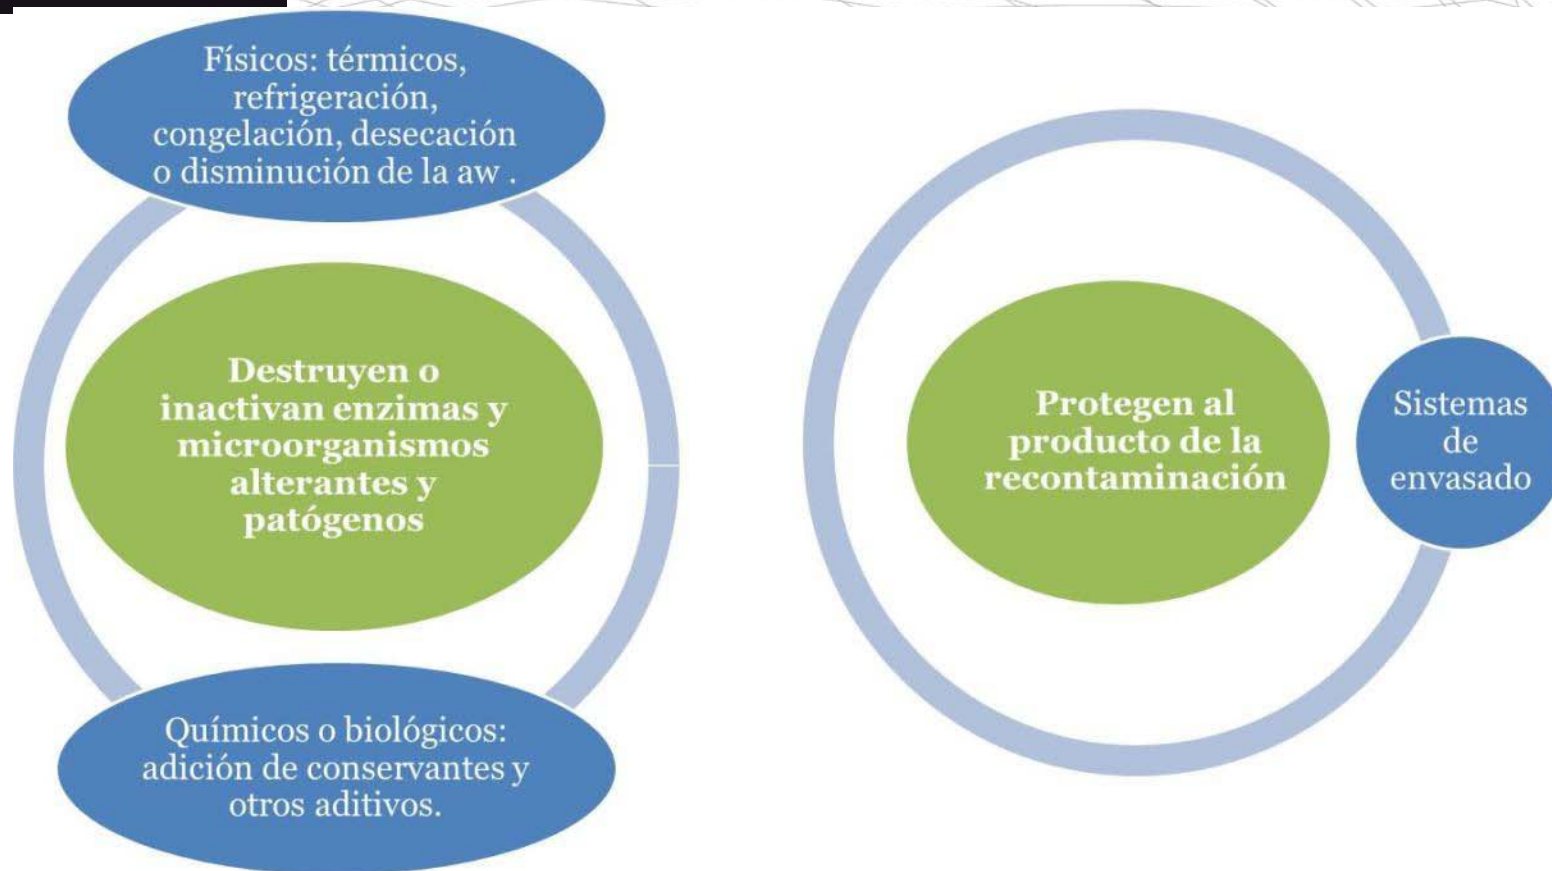 Físicos: térmicos,
refrigeración,
congelación, desecación
o disminución de la aw .
Destruyen o
inactivan enzimas y
microorganismos
alterantes y
patógenos
Químicos o biológicos:
adición de conservantes y
otros aditivos.
Protegen al
producto de la
recontaminación
Sistemas
de
envasado